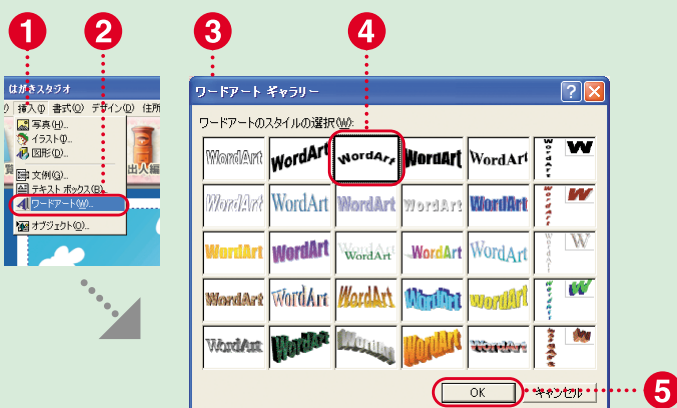 1 2 3 4
はがきスタジオ
挿入(I) 書式(O) デザイン(D) 住所
写真(H)...
イラスト(I)...
図形(D)...
文例(G)...
テキスト ボックス(B)...
ワードアート(W)...
オブジェクト(O)...
出人編
ワードアート ギャラリー
ワードアートのスタイルの選択(W):
WordArt WordArt WordArt WordArt WordArt WordArt W
WordArt WordArt WordArt WordArt WordArt WordArt W
WordArt WordArt WordArt WordArt WordArt WordArt W
WordArt WordArt WordArt WordArt WordArt WordArt W
WordArt WordArt WordArt WordArt WordArt WordArt W
OK キャンセル 5